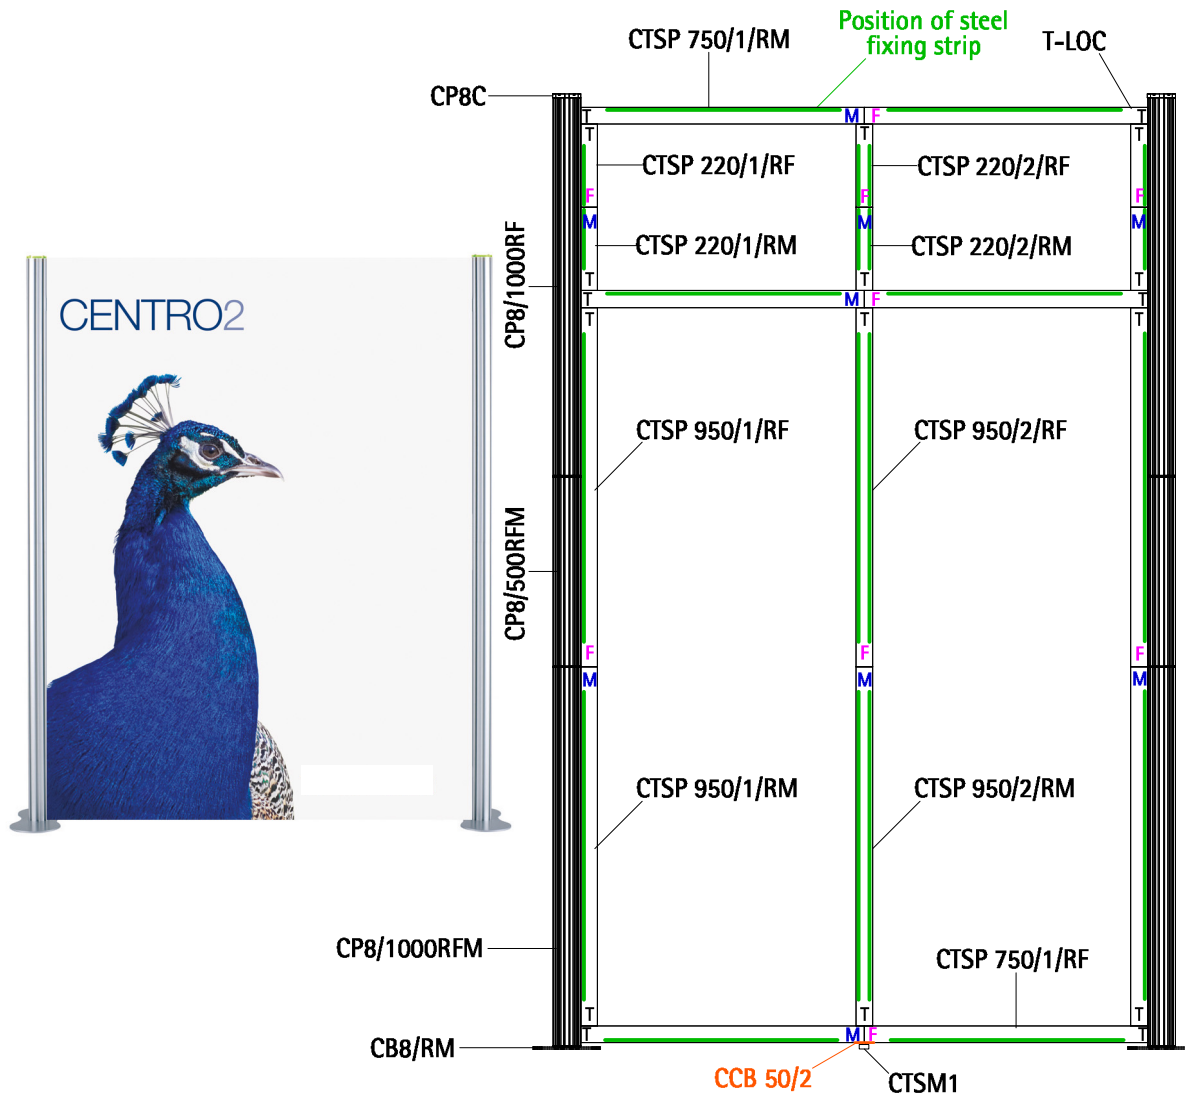 Position of steel
fixing strip
CTSP 750/1/RM
T-LOC
CP8C
T
M
F
T
T
T
T
CTSP 220/1/RF
CTSP 220/2/RF
F
F
F
M
M
M
CTSP 220/1/RM
CTSP 220/2/RM
CP8/1000RF
T
T
T
T
M
F
T
T
T
T
CENTRO2
CTSP 950/1/RF
CTSP 950/2/RF
CP8/500RFM
F
F
F
M
M
M
CTSP 950/1/RM
CTSP 950/2/RM
CP8/1000RFM
CTSP 750/1/RF
T
T
T
T
M
F
T
CB8/RM
CCB 50/2
CTSM1